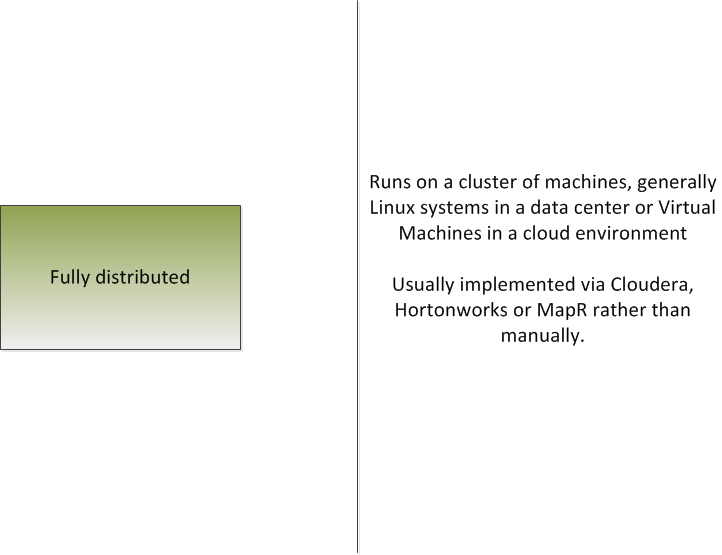 Fully distributed
Runs on a cluster of machines, generally
Linux systems in a data center or Virtual
Machines in a cloud environment
Usually implemented via Cloudera,
Hortonworks or MapR rather than
manually.